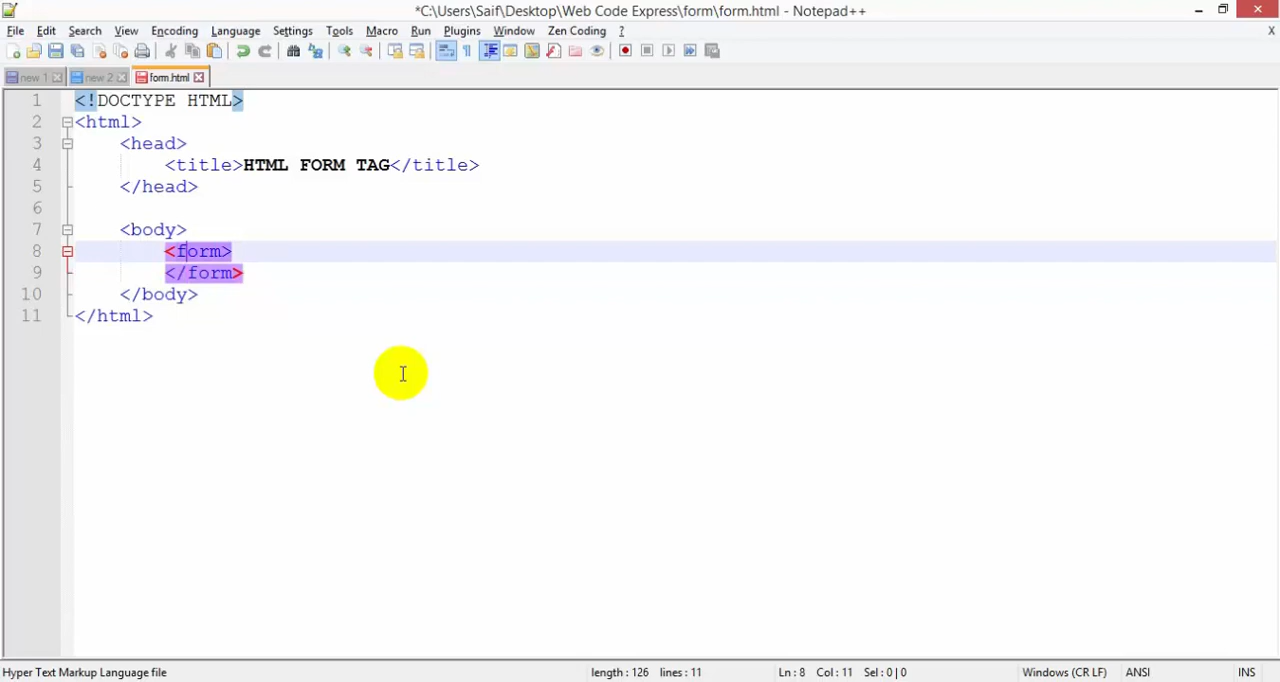 *C:\Users\Saif\Desktop\Web Code Express\form\form.html - Notepad++
File Edit Search View Encoding Language Settings Tools Macro Run Plugins Window Zen Coding ? X
new 1 new 2 form.html
1 <!DOCTYPE HTML>
2 <html>
3 <head>
4 <title>HTML FORM TAG</title>
5 </head>
6
7 <body>
8 <form>
9 </form>
10 </body>
11 </html>
Hyper Text Markup Language file length : 126 lines : 11 Ln : 8 Col : 11 Sel : 0 | 0 Windows (CR LF) ANSI INS